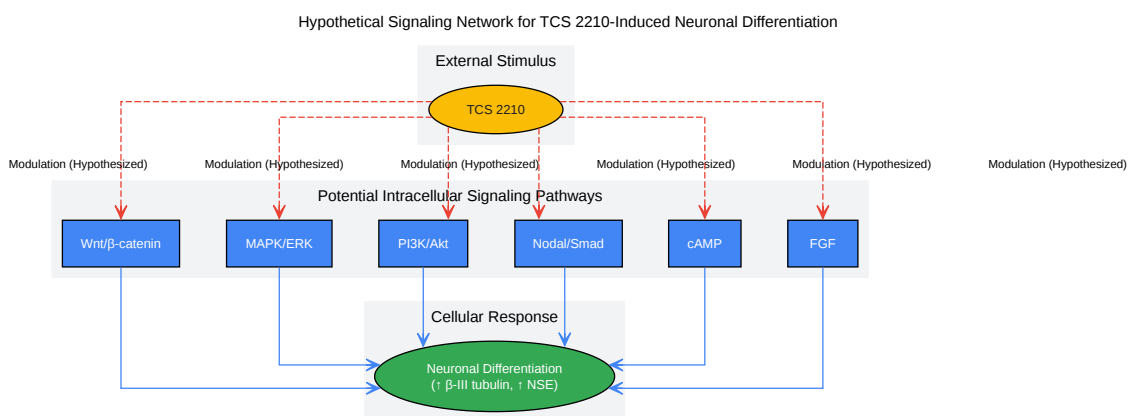 Hypothetical Signaling Network for TCS 2210-Induced Neuronal Differentiation
External Stimulus
TCS 2210
Modulation (Hypothesized)
Modulation (Hypothesized)
Modulation (Hypothesized)
Modulation (Hypothesized)
Modulation (Hypothesized)
Modulation (Hypothesized)
Potential Intracellular Signaling Pathways
Wnt/β-catenin
MAPK/ERK
PI3K/Akt
Nodal/Smad
cAMP
FGF
Cellular Response
Neuronal Differentiation
(↑ β-III tubulin, ↑ NSE)